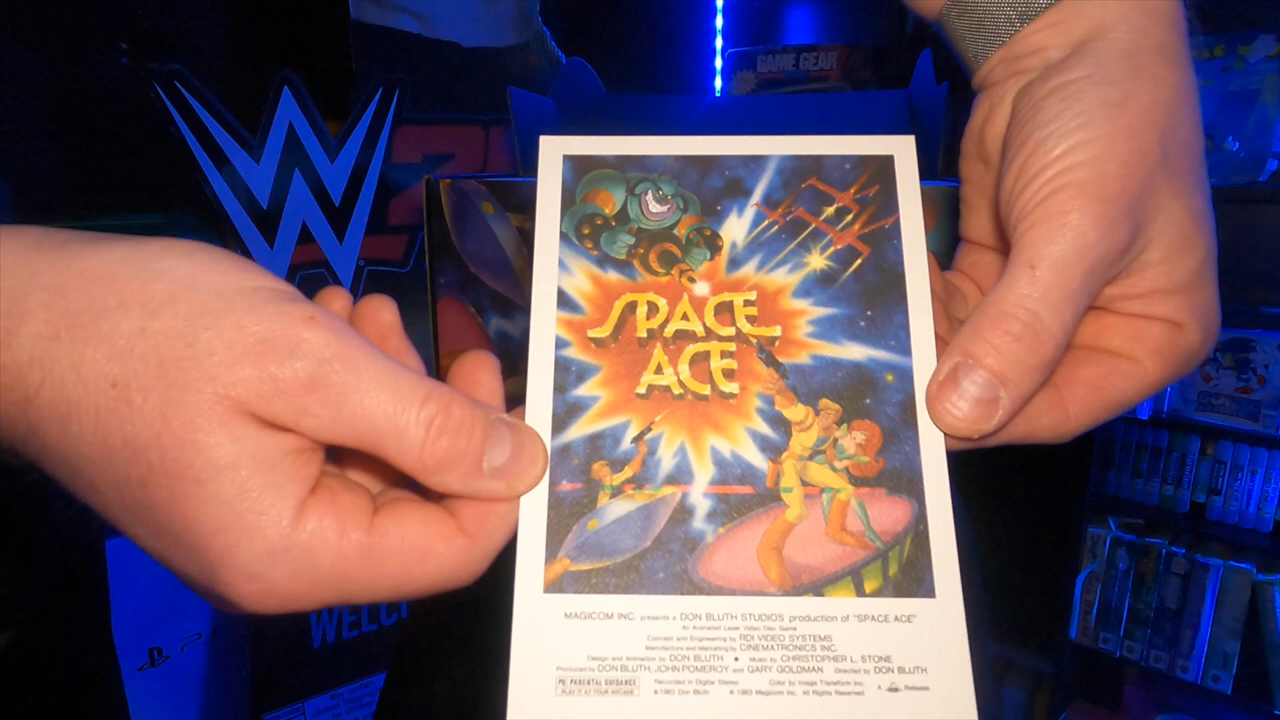 GAME GEAR
W
SPACE
ACE
MAGICOM INC. presents a DON BLUTH STUDIOS production of "SPACE ACE"
An Animated Laser Video Disc Game
Concept and Engineering by RDI VIDEO SYSTEMS
Manufacture and Marketing by CINEMATRONICS INC.
Design and Animation by DON BLUTH • Music by CHRISTOPHER L. STONE
Produced by DON BLUTH, JOHN POMEROY and GARY GOLDMAN Directed by DON BLUTH
PG PARENTAL GUIDANCE
PLAY IT AT YOUR ARCADE
Recorded in Digital Stereo
Color by Image Transform Inc.
©1983 Don Bluth
©1983 Magicom Inc. All Rights Reserved.
A
Release
WELC